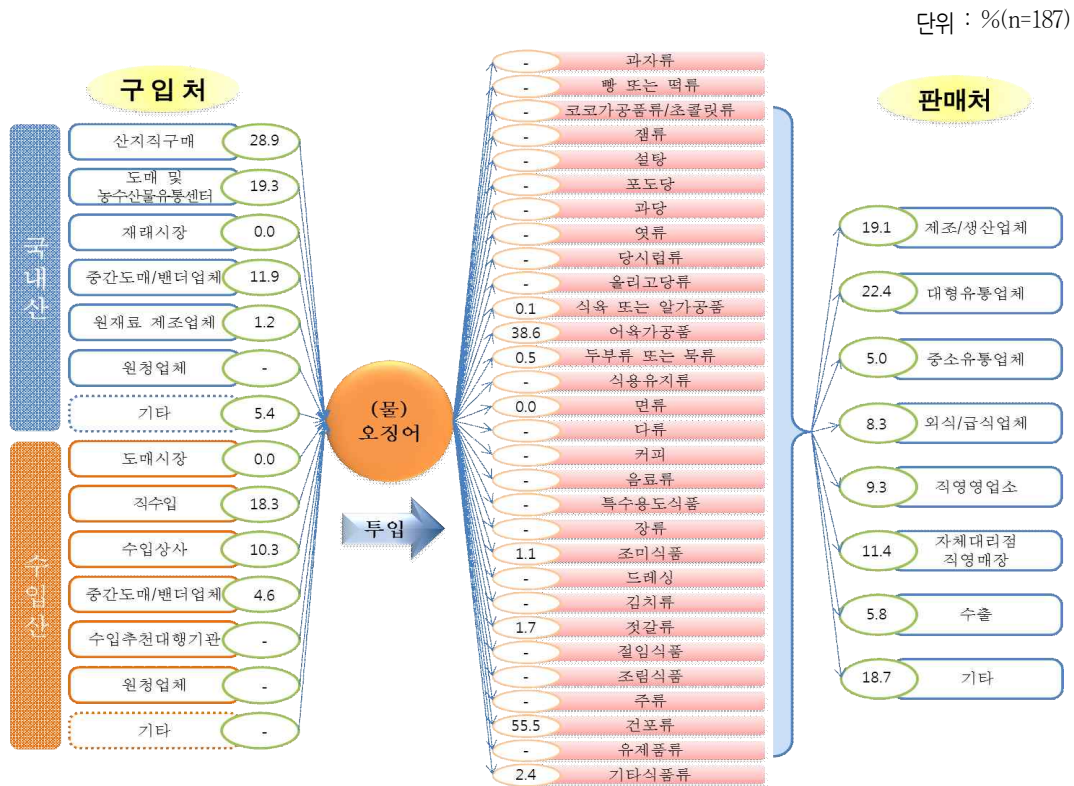 단위 : %(n=187)
구입처
국내산
산지직구매 28.9
도매 및
농수산물유통센터 19.3
재래시장 0.0
중간도매/밴더업체 11.9
원재료 제조업체 1.2
원청업체 -
기타 5.4
수입산
도매시장 0.0
직수입 18.3
수입상사 10.3
중간도매/밴더업체 4.6
수입추천대행기관 -
원청업체 -
기타 -
(물)
오징어
투입
- 과자류
- 빵 또는 떡류
- 코코가공품류/초콜릿류
- 잼류
- 설탕
- 포도당
- 과당
- 엿류
- 당시럽류
- 올리고당류
0.1 식육 또는 알가공품
38.6 어육가공품
0.5 두부류 또는 묵류
- 식용유지류
0.0 면류
- 다류
- 커피
- 음료류
- 특수용도식품
- 장류
1.1 조미식품
- 드레싱
- 김치류
1.7 젓갈류
- 절임식품
- 조림식품
- 주류
55.5 건포류
- 유제품류
2.4 기타식품류
판매처
19.1 제조/생산업체
22.4 대형유통업체
5.0 중소유통업체
8.3 외식/급식업체
9.3 직영영업소
11.4 자체대리점
직영매장
5.8 수출
18.7 기타